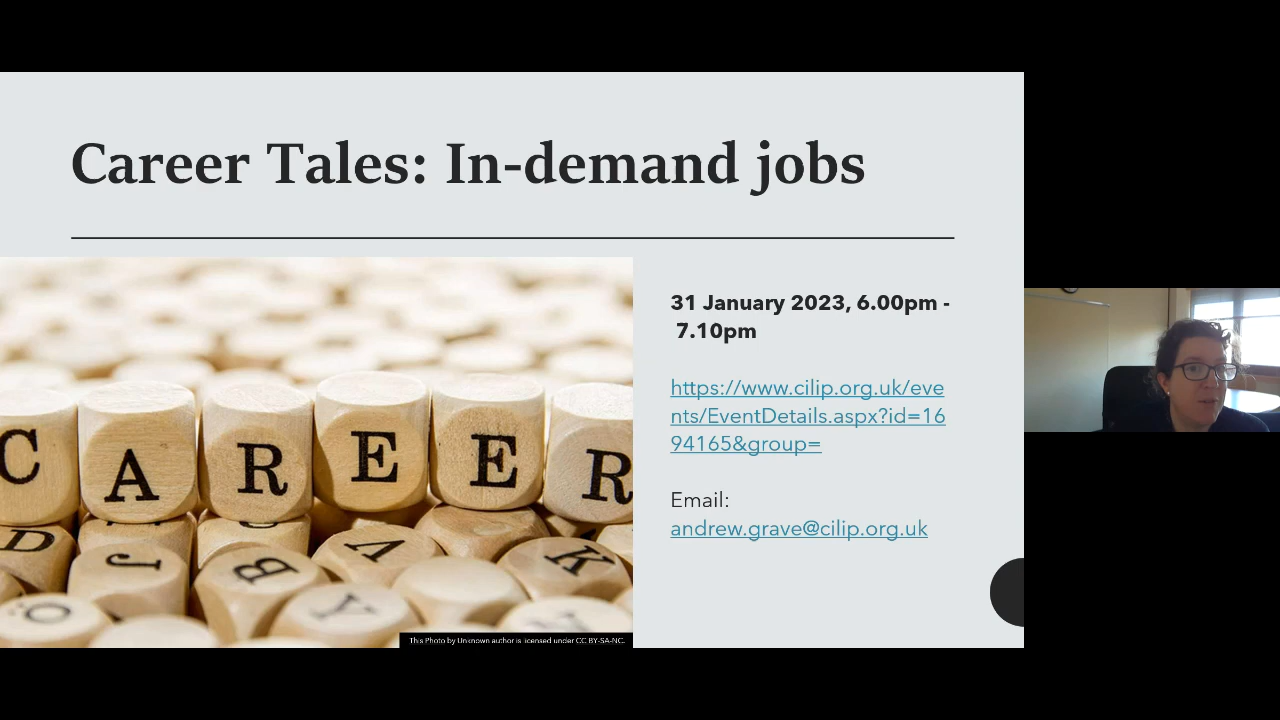 Career Tales: In-demand jobs
31 January 2023, 6.00pm -
7.10pm
https://www.cilip.org.uk/eve
nts/EventDetails.aspx?id=16
94165&group=
Email:
andrew.grave@cilip.org.uk
C A R E E R
D J B V K
Ö Y
This Photo by Unknown author is licensed under CC BY-SA-NC.